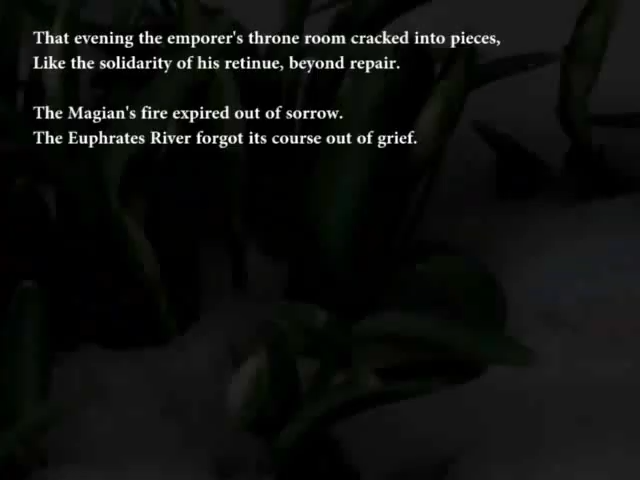 That evening the emporer's throne room cracked into pieces,
Like the solidarity of his retinue, beyond repair.
The Magian's fire expired out of sorrow.
The Euphrates River forgot its course out of grief.